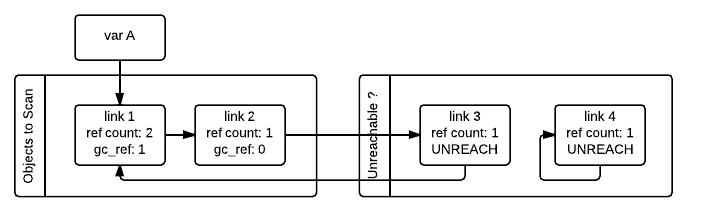 var A
Objects to Scan
link 1
ref count: 2
gc_ref: 1
link 2
ref count: 1
gc_ref: 0
Unreachable ?
link 3
ref count: 1
UNREACH
link 4
ref count: 1
UNREACH